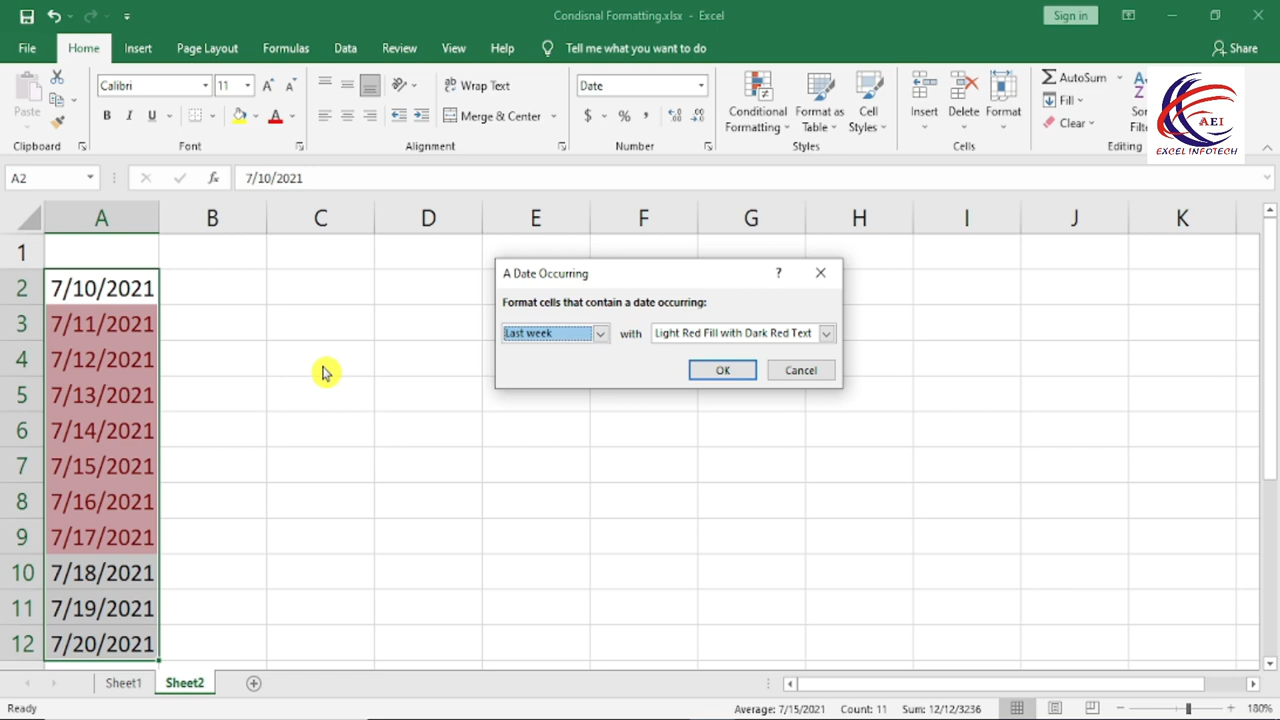 Condisnal Formatting.xlsx - Excel
Sign in
File Home Insert Page Layout Formulas Data Review View Help Tell me what you want to do Share
Paste
Calibri 11
B I U A
Wrap Text
Merge & Center
Date
$ % ,
Conditional Formatting
Format as Table
Cell Styles
Insert
Delete
Format
AutoSum
Fill
Clear
AEI
EXCEL INFOTECH
Clipboard Font Alignment Number Styles Cells Editing
A2 fx 7/10/2021
A B C D E F G H I J K
1
2 7/10/2021
3 7/11/2021
4 7/12/2021
5 7/13/2021
6 7/14/2021
7 7/15/2021
8 7/16/2021
9 7/17/2021
10 7/18/2021
11 7/19/2021
12 7/20/2021
A Date Occurring ?
Format cells that contain a date occurring:
Last week with Light Red Fill with Dark Red Text
OK Cancel
Sheet1 Sheet2
Ready Average: 7/15/2021 Count: 11 Sum: 12/12/3236 180%